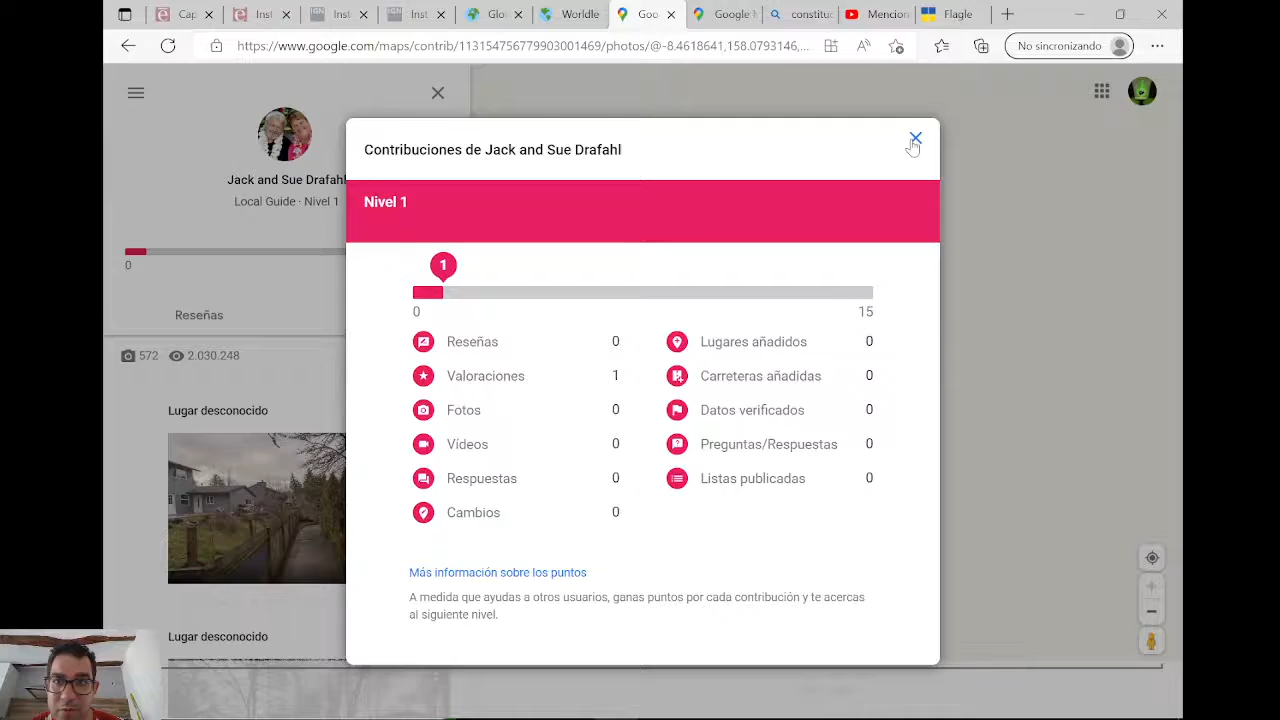 Cap
Inst
Inst
Inst
Glo
Worldle
Goo
Google
constitu
Mencion
Flagle
https://www.google.com/maps/contrib/113154756779903001469/photos/@-8.4618641,158.0793146,...
No sincronizando
Jack and Sue Drafahl
Local Guide · Nivel 1
0
Reseñas
572 2.030.248
Lugar desconocido
Lugar desconocido
Contribuciones de Jack and Sue Drafahl
Nivel 1
1
0 15
Reseñas 0
Valoraciones 1
Fotos 0
Vídeos 0
Respuestas 0
Cambios 0
Lugares añadidos 0
Carreteras añadidas 0
Datos verificados 0
Preguntas/Respuestas 0
Listas publicadas 0
Más información sobre los puntos
A medida que ayudas a otros usuarios, ganas puntos por cada contribución y te acercas
al siguiente nivel.